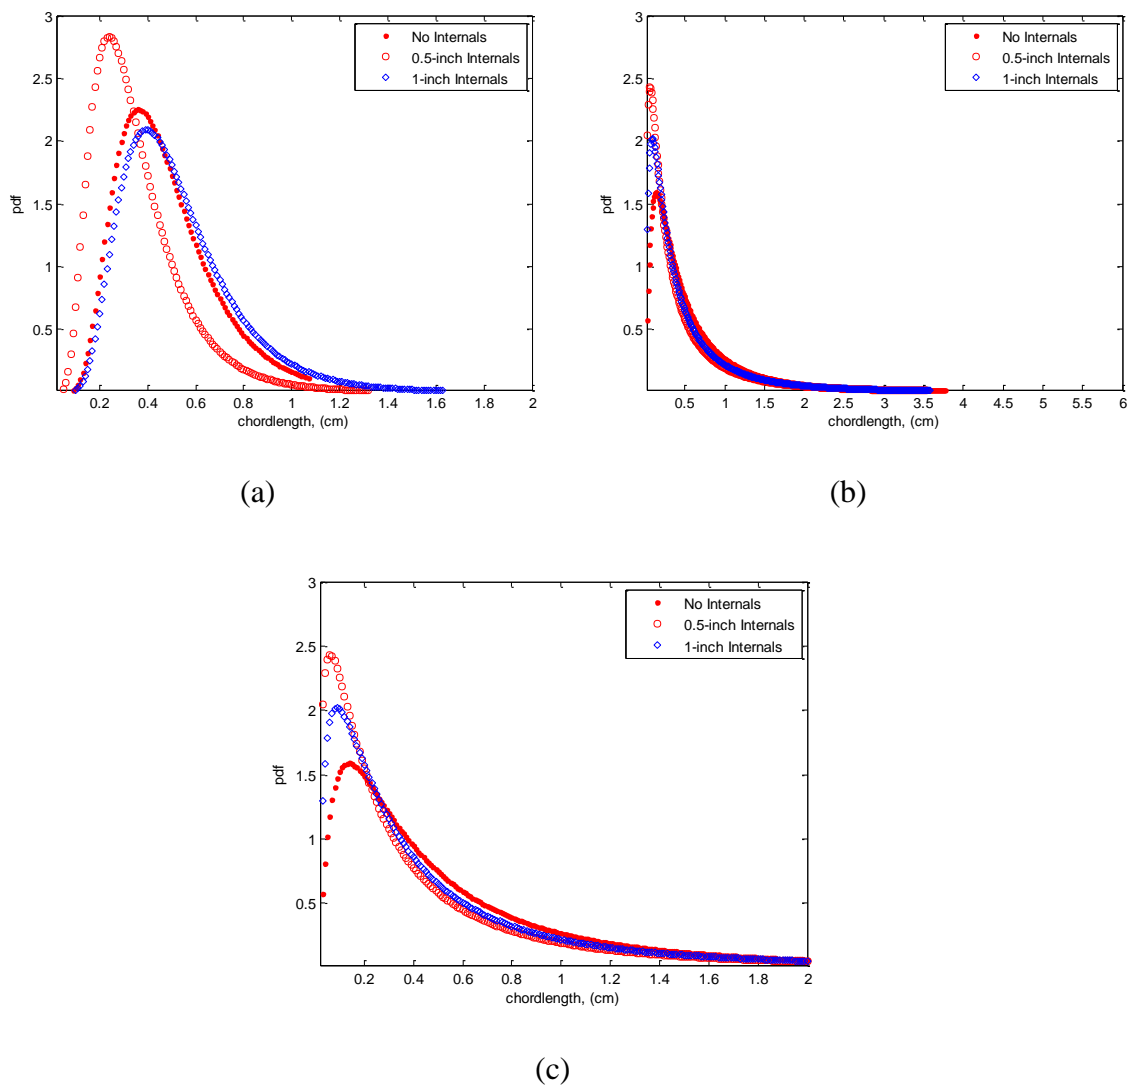 3
2.5
2
1.5
1
0.5
pdf
0.2 0.4 0.6 0.8 1 1.2 1.4 1.6 1.8 2
chordlength, (cm)
No Internals
0.5-inch Internals
1-inch Internals
(a)
3
2.5
2
1.5
1
0.5
pdf
0.5 1 1.5 2 2.5 3 3.5 4 4.5 5 5.5 6
chordlength, (cm)
No Internals
0.5-inch Internals
1-inch Internals
(b)
3
2.5
2
1.5
1
0.5
pdf
0.2 0.4 0.6 0.8 1.0 1.2 1.4 1.6 1.8 2
chordlength, (cm)
No Internals
0.5-inch Internals
1-inch Internals
(c)